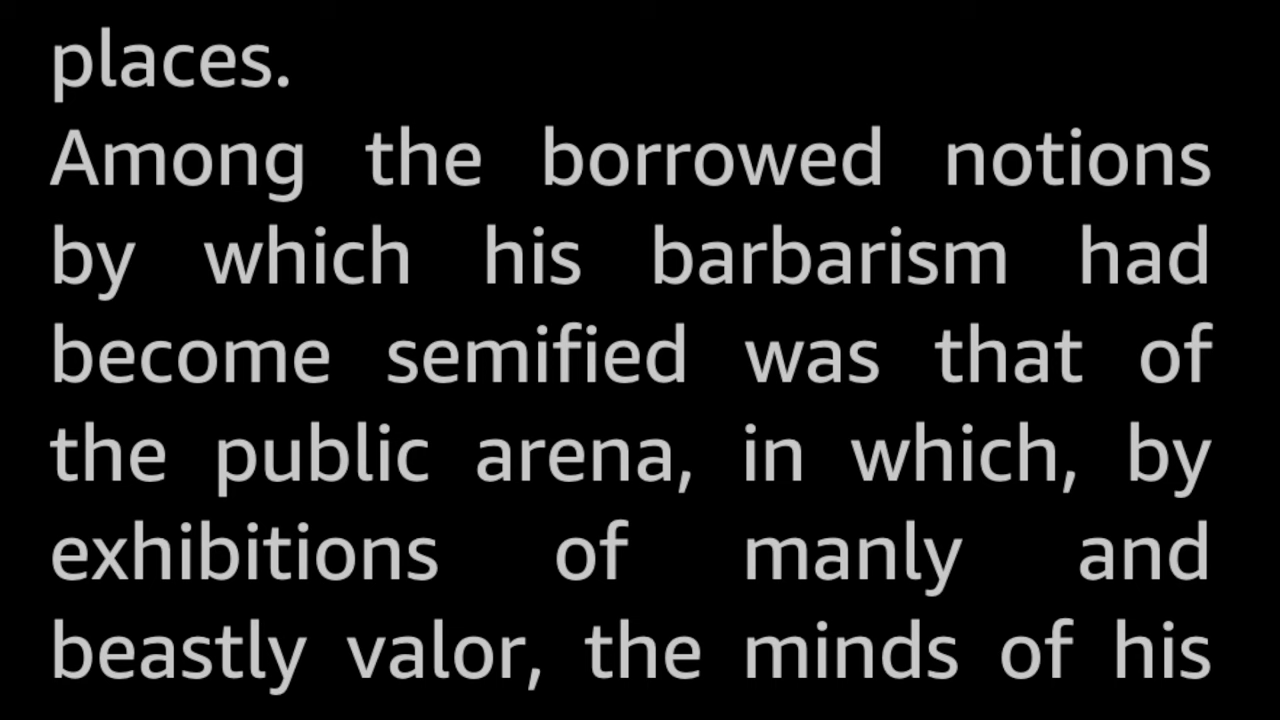 places.
Among the borrowed notions
by which his barbarism had
become semified was that of
the public arena, in which, by
exhibitions of manly and
beastly valor, the minds of his